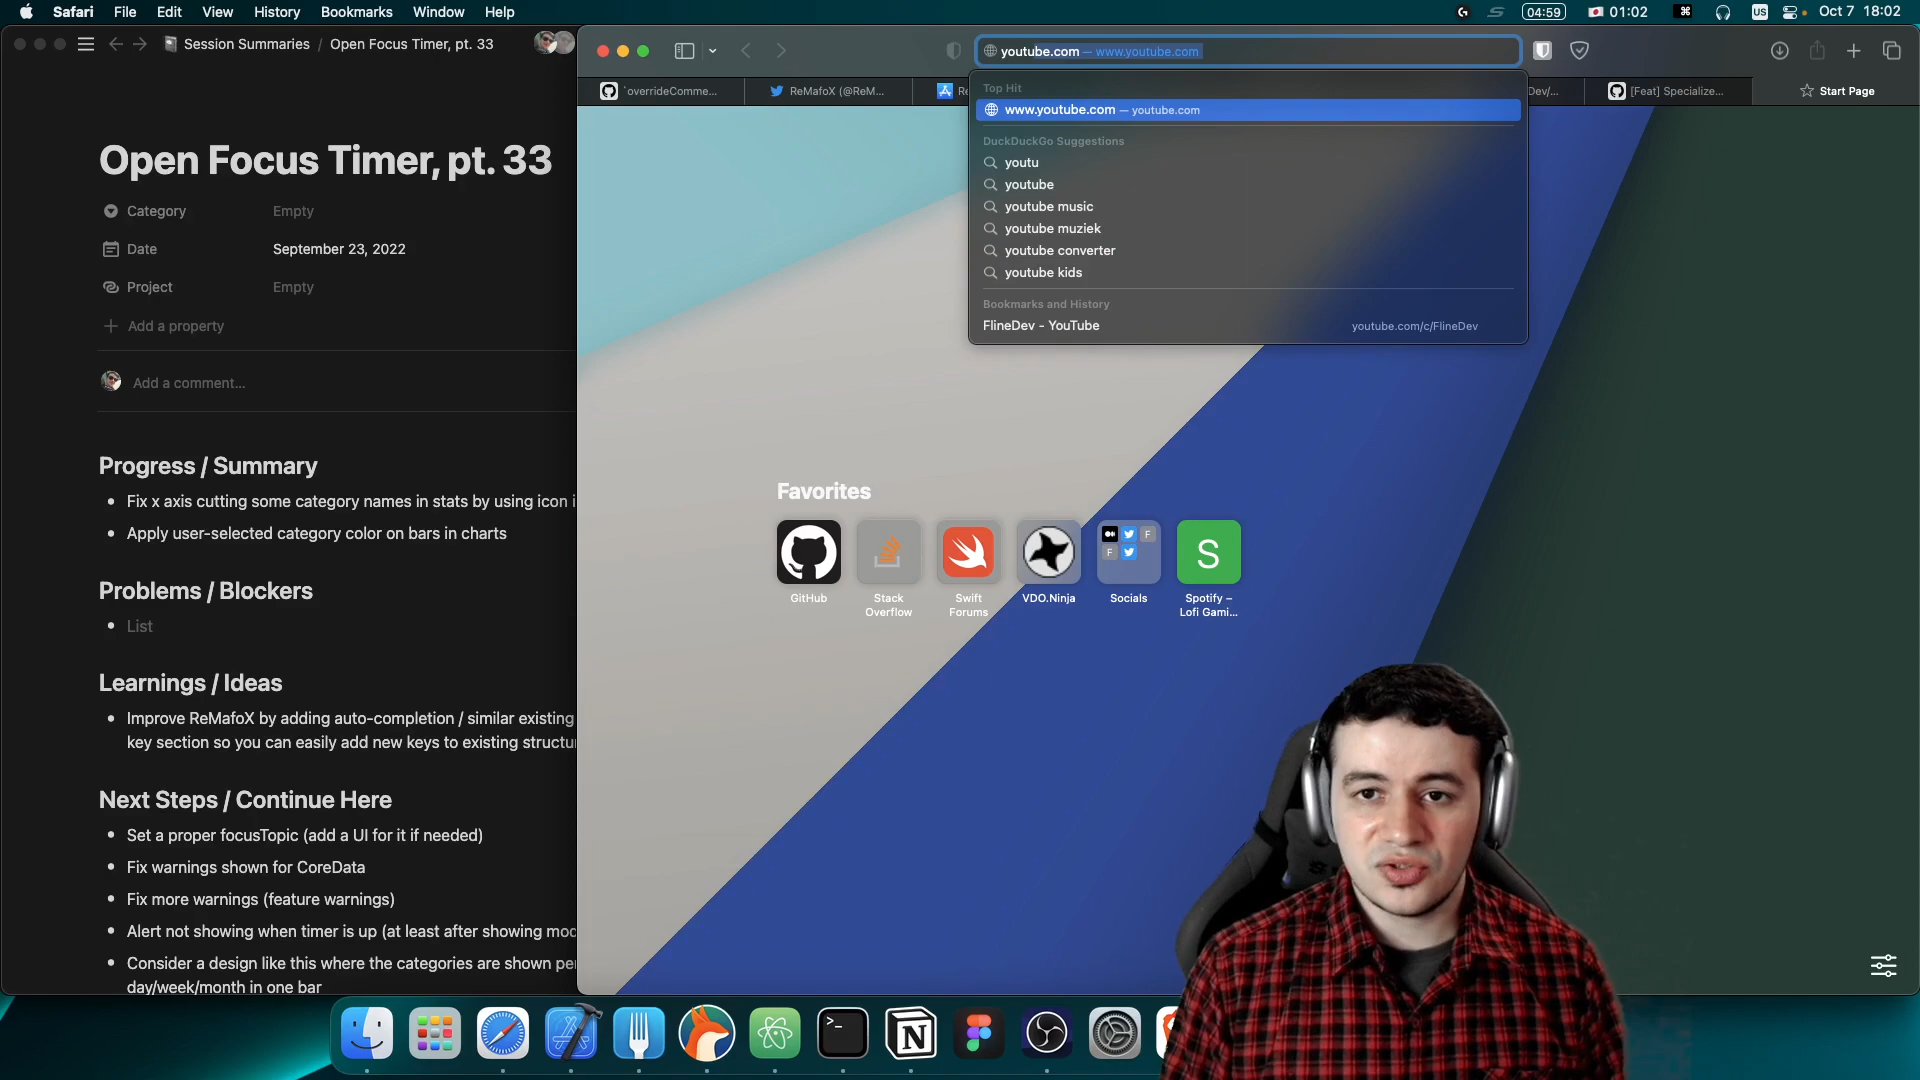 Safari File Edit View History Bookmarks Window Help
04:59 01:02 US Oct 7 18:02
Session Summaries / Open Focus Timer, pt. 33
youtube.com — www.youtube.com
`overrideComme...
ReMafoX (@ReM...
Re
Dev/...
[Feat] Specialize...
Start Page
Top Hit
www.youtube.com — youtube.com
DuckDuckGo Suggestions
youtu
youtube
youtube music
youtube muziek
youtube converter
youtube kids
Bookmarks and History
FlineDev - YouTube youtube.com/c/FlineDev
Open Focus Timer, pt. 33
Category Empty
Date September 23, 2022
Project Empty
Add a property
Add a comment...
Progress / Summary
Fix x axis cutting some category names in stats by using icon i
Apply user-selected category color on bars in charts
Problems / Blockers
List
Learnings / Ideas
Improve ReMafoX by adding auto-completion / similar existing
key section so you can easily add new keys to existing structu
Next Steps / Continue Here
Set a proper focusTopic (add a UI for it if needed)
Fix warnings shown for CoreData
Fix more warnings (feature warnings)
Alert not showing when timer is up (at least after showing moc
Consider a design like this where the categories are shown pe
day/week/month in one bar
Favorites
F
F
S
GitHub
Stack
Overflow
Swift
Forums
VDO.Ninja
Socials
Spotify –
Lofi Gami...